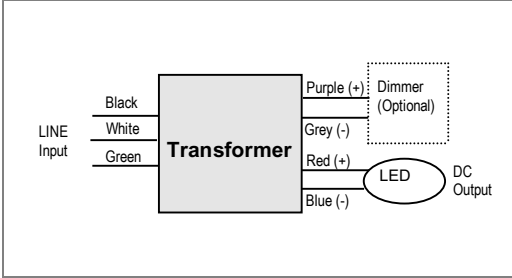 LINE
Input
Black
White
Green
Transformer
Purple (+)
Grey (-)
Red (+)
Blue (-)
Dimmer
(Optional)
LED
DC
Output